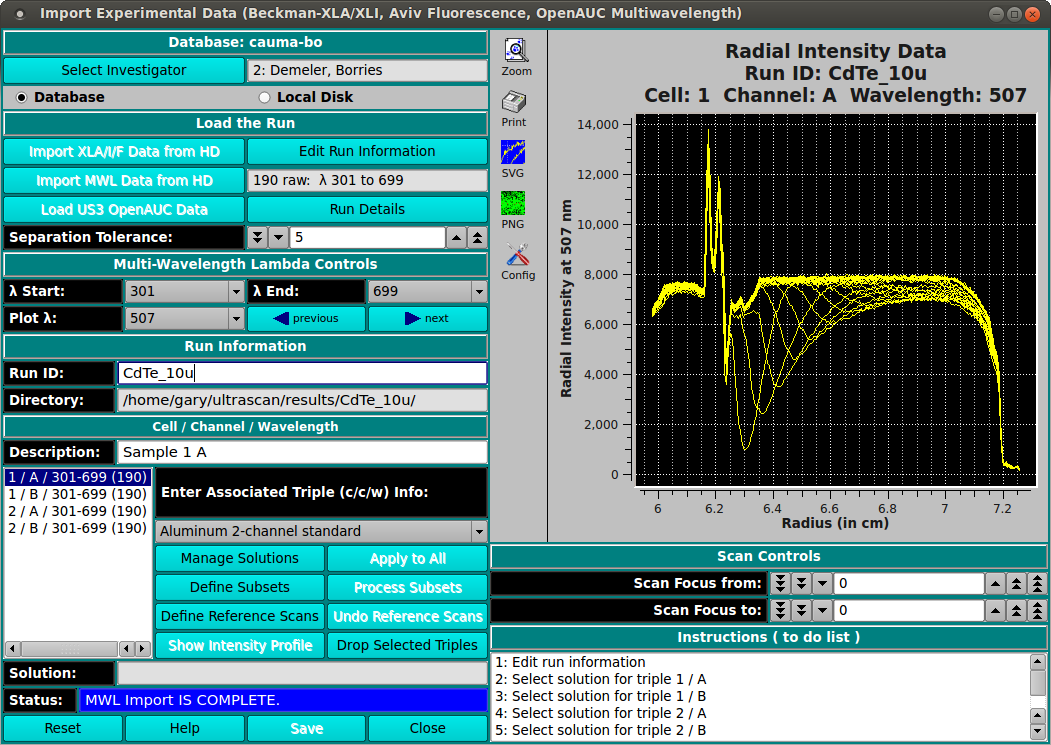 Import Experimental Data (Beckman-XLA/XLI, Aviv Fluorescence, OpenAUC Multiwavelength)
Database: cauma-bo
Select Investigator 2: Demeler, Borries
Database Local Disk
Load the Run
Import XLA/I/F Data from HD Edit Run Information
Import MWL Data from HD 190 raw: λ 301 to 699
Load US3 OpenAUC Data Run Details
Separation Tolerance: 5
Multi-Wavelength Lambda Controls
λ Start: 301 λ End: 699
Plot λ: 507 previous next
Run Information
Run ID: CdTe_10u
Directory: /home/gary/ultrascan/results/CdTe_10u/
Cell / Channel / Wavelength
Description: Sample 1 A
1 / A / 301-699 (190)
1 / B / 301-699 (190)
2 / A / 301-699 (190)
2 / B / 301-699 (190)
Enter Associated Triple (c/c/w) Info:
Aluminum 2-channel standard
Manage Solutions Apply to All
Define Subsets Process Subsets
Define Reference Scans Undo Reference Scans
Show Intensity Profile Drop Selected Triples
Solution:
Status: MWL Import IS COMPLETE.
Reset Help Save Close
Zoom
Print
SVG
PNG
Config
Radial Intensity Data
Run ID: CdTe_10u
Cell: 1 Channel: A Wavelength: 507
Radial Intensity at 507 nm
14,000
12,000
10,000
8,000
6,000
4,000
2,000
0
6 6.2 6.4 6.6 6.8 7 7.2
Radius (in cm)
Scan Controls
Scan Focus from: 0
Scan Focus to: 0
Instructions ( to do list )
1: Edit run information
2: Select solution for triple 1 / A
3: Select solution for triple 1 / B
4: Select solution for triple 2 / A
5: Select solution for triple 2 / B